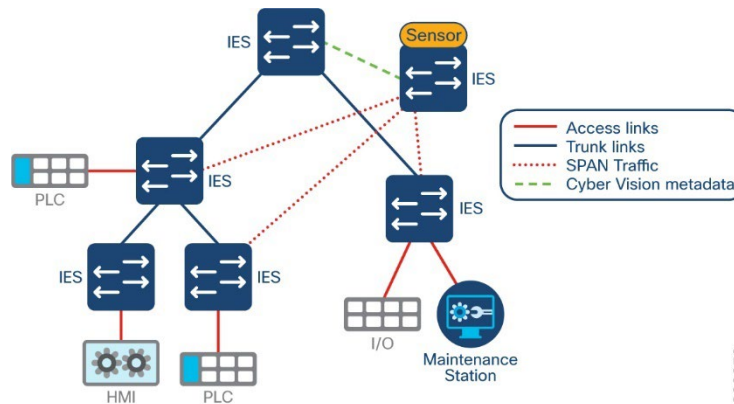 IES
Sensor
IES
Access links
Trunk links
SPAN Traffic
Cyber Vision metadata
PLC
IES
IES
IES
IES
I/O
Maintenance
Station
HMI
PLC